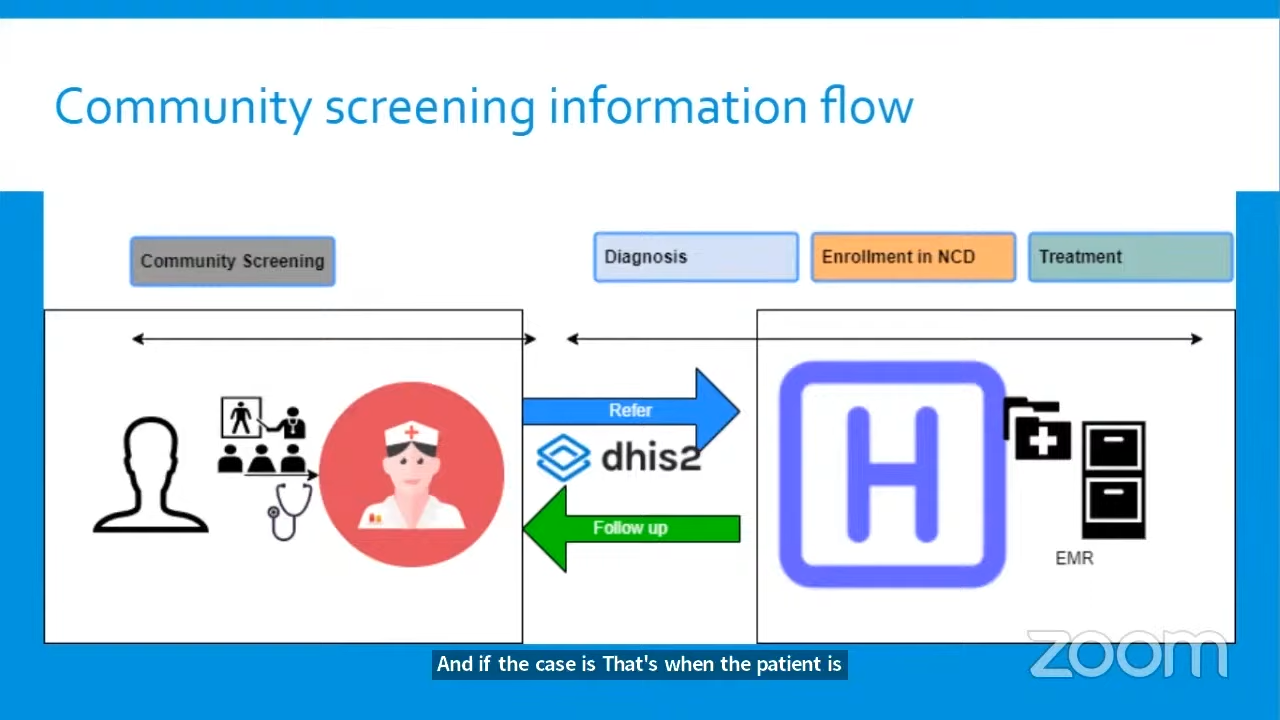 Community screening information flow
Community Screening
Diagnosis
Enrollment in NCD
Treatment
Refer
dhis2
Follow up
H
EMR
zoom
And if the case is That's when the patient is